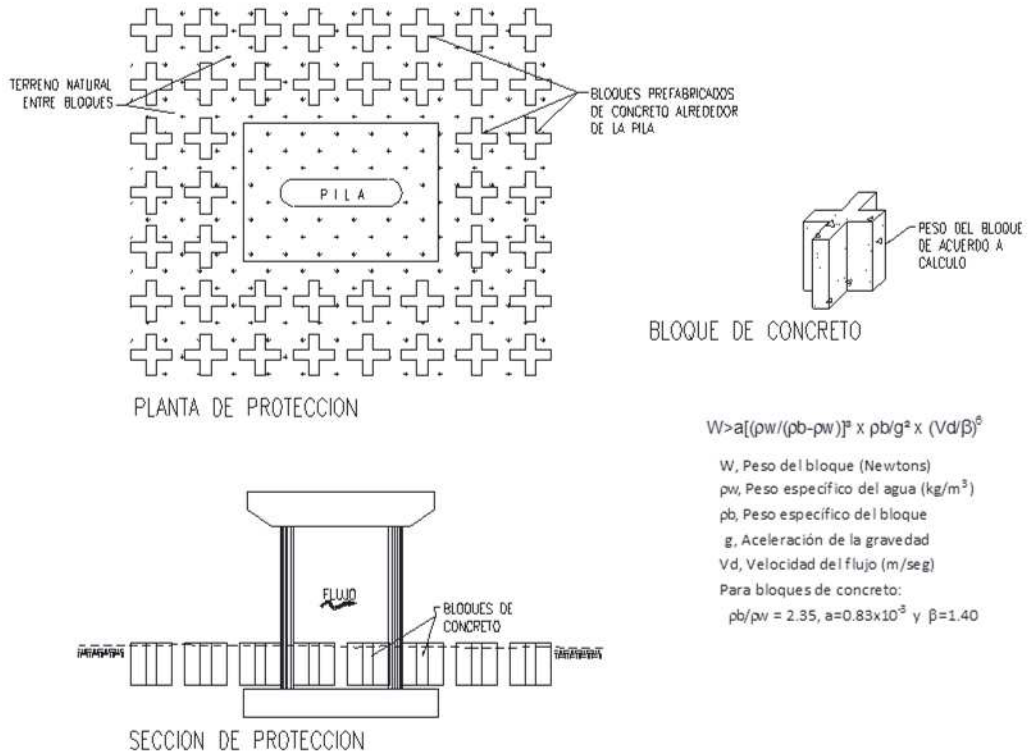 TERRENO NATURAL
ENTRE BLOQUES
BLOQUES PREFABRICADOS
DE CONCRETO ALREDEDOR
DE LA PILA
PILA
PESO DEL BLOQUE
DE ACUERDO A
CALCULO
BLOQUE DE CONCRETO
PLANTA DE PROTECCION
W>a[(ρw/(ρb-ρw)]³ x ρb/g² x (Vd/β)⁶
W, Peso del bloque (Newtons)
ρw, Peso específico del agua (kg/m³)
ρb, Peso específico del bloque
g, Aceleración de la gravedad
Vd, Velocidad del flujo (m/seg)
Para bloques de concreto:
ρb/ρw = 2.35, a=0.83x10⁻³ y β=1.40
FLUJO
BLOQUES DE
CONCRETO
SECCION DE PROTECCION